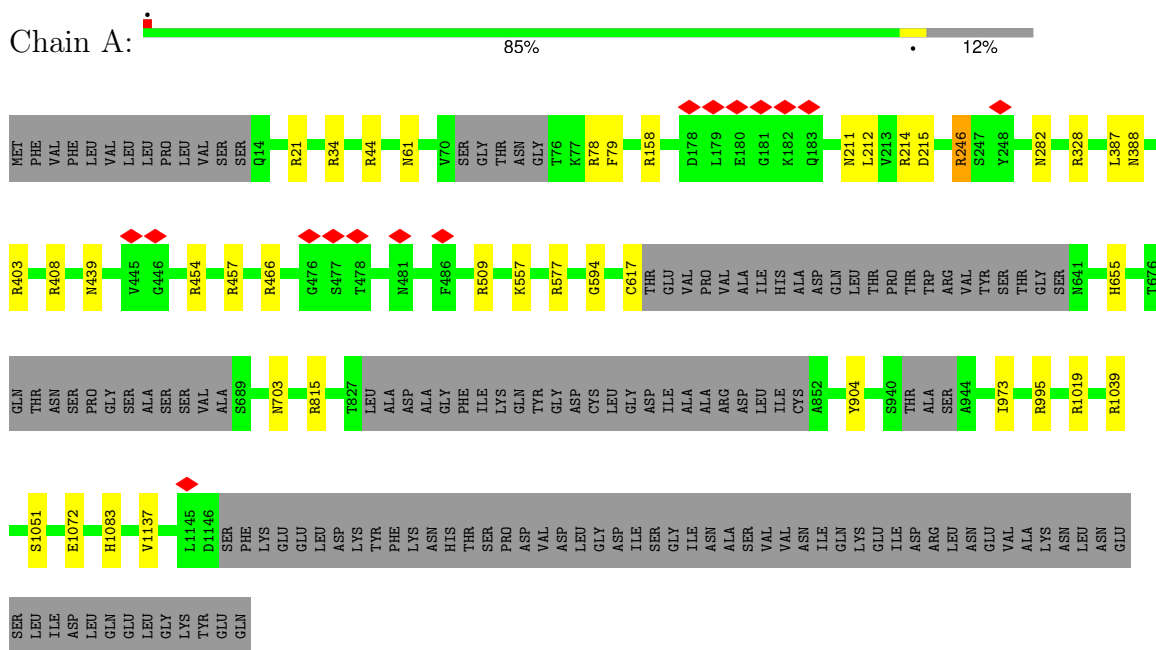 Chain A:
85%
12%
MET PHE VAL PHE LEU VAL LEU LEU PRO LEU VAL SER SER Q14 R21 R34 R44 N61 V70 SER GLY THR ASN GLY T76 K77 R78 F79 R158 D178 L179 E180 G181 K182 Q183 N211 L212 V213 R214 D215 R246 S247 Y248 N282 R328 L387 N388
R403 R408 N439 V445 G446 R454 R457 R466 G476 S477 T478 N481 F486 R509 K557 R577 G594 C617 THR GLU VAL PRO VAL ALA ILE HIS ALA ASP GLN LEU THR PRO THR TRP ARG VAL TYR SER THR GLY SER N641 H655 T676
GLN THR ASN SER PRO GLY SER ALA SER SER VAL ALA S689 N703 R815 T827 LEU ALA ASP ALA GLY PHE ILE LYS GLN TYR GLY ASP CYS LEU GLY ASP ILE ALA ALA ARG ASP LEU ILE CYS A852 Y904 S940 THR ALA SER A944 I973 R995 R1019 R1039
S1051 E1072 H1083 V1137 L1145 D1146 SER PHE LYS GLU GLU LEU ASP LYS TYR PHE LYS ASN HIS THR SER PRO ASP VAL ASP LEU GLY ASP ILE SER GLY ILE ASN ALA SER VAL VAL ASN ILE GLN LYS GLU ILE ASP ARG LEU ASN GLU VAL ALA LYS ASN LEU ASN GLU
SER LEU ILE ASP LEU GLN GLU LEU GLY LYS TYR GLU GLN